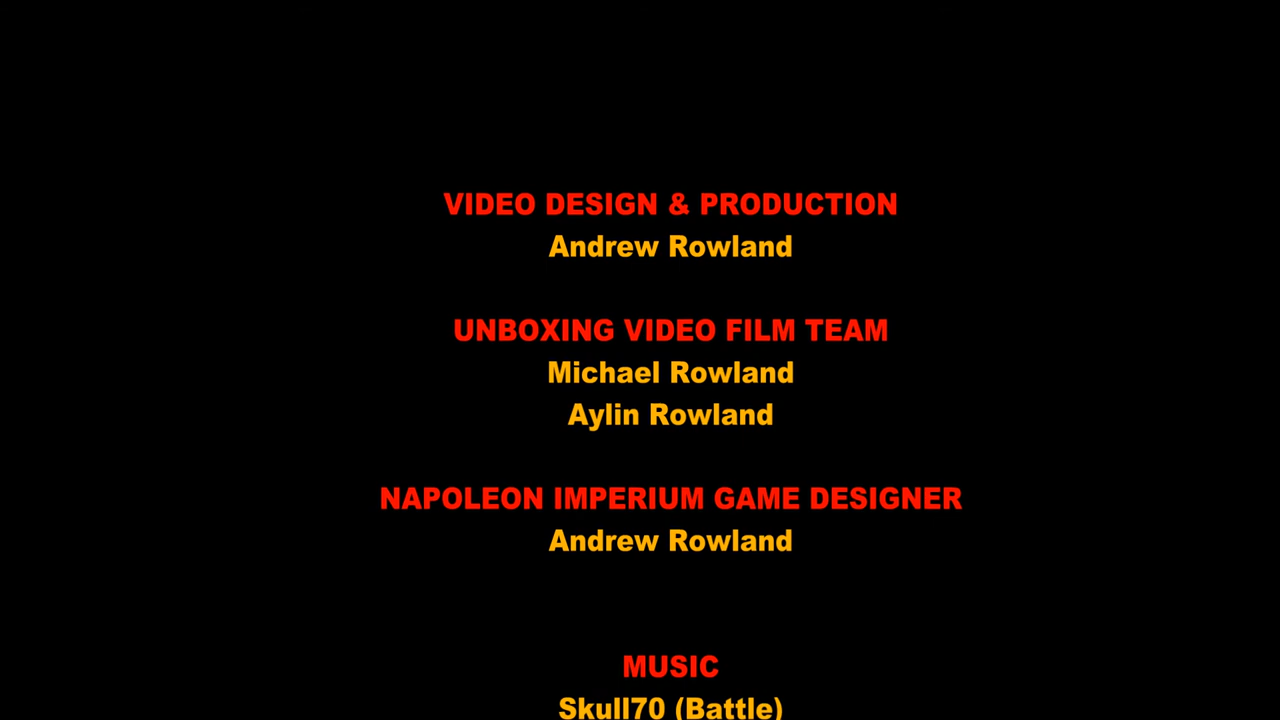 VIDEO DESIGN & PRODUCTION
Andrew Rowland
UNBOXING VIDEO FILM TEAM
Michael Rowland
Aylin Rowland
NAPOLEON IMPERIUM GAME DESIGNER
Andrew Rowland
MUSIC
Skull70 (Battle)